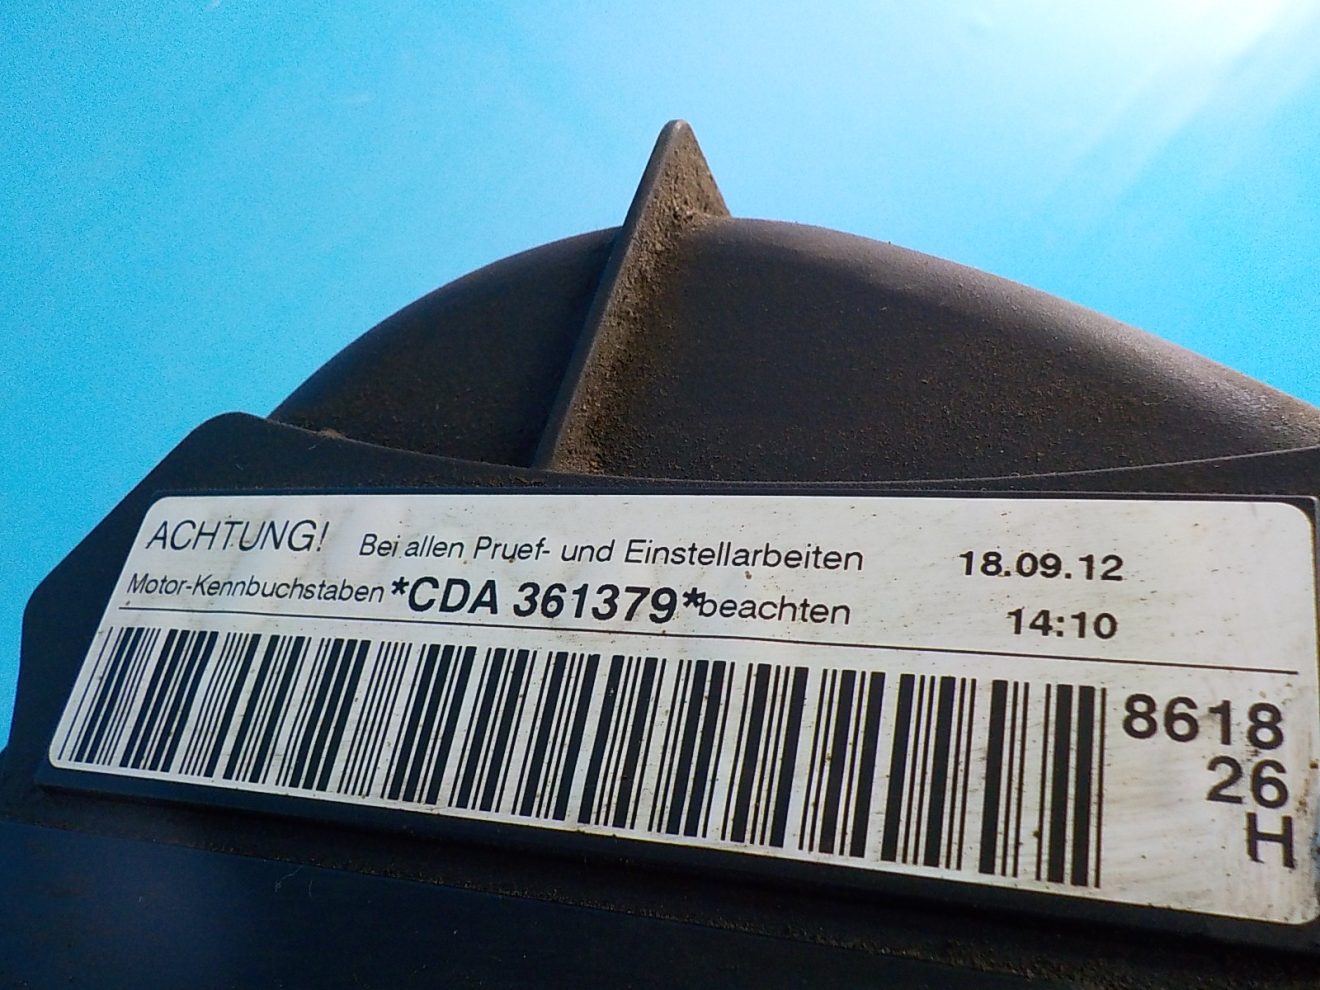 ACHTUNG! Bei allen Pruef- und Einstellarbeiten 18.09.12
Motor-Kennbuchstaben *CDA 361379* beachten 14:10
8618
26
H